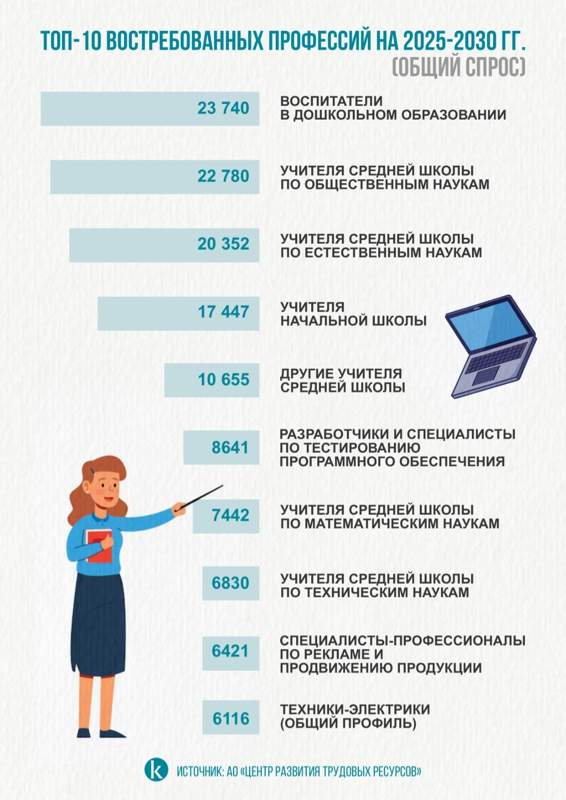 ТОП-10 ВОСТРЕБОВАННЫХ ПРОФЕССИЙ НА 2025-2030 ГГ.
(ОБЩИЙ СПРОС)
23 740
ВОСПИТАТЕЛИ
В ДОШКОЛЬНОМ ОБРАЗОВАНИИ
22 780
УЧИТЕЛЯ СРЕДНЕЙ ШКОЛЫ
ПО ОБЩЕСТВЕННЫМ НАУКАМ
20 352
УЧИТЕЛЯ СРЕДНЕЙ ШКОЛЫ
ПО ЕСТЕСТВЕННЫМ НАУКАМ
17 447
УЧИТЕЛЯ
НАЧАЛЬНОЙ ШКОЛЫ
10 655
ДРУГИЕ УЧИТЕЛЯ
СРЕДНЕЙ ШКОЛЫ
8641
РАЗРАБОТЧИКИ И СПЕЦИАЛИСТЫ
ПО ТЕСТИРОВАНИЮ
ПРОГРАММНОГО ОБЕСПЕЧЕНИЯ
7442
УЧИТЕЛЯ СРЕДНЕЙ ШКОЛЫ
ПО МАТЕМАТИЧЕСКИМ НАУКАМ
6830
УЧИТЕЛЯ СРЕДНЕЙ ШКОЛЫ
ПО ТЕХНИЧЕСКИМ НАУКАМ
6421
СПЕЦИАЛИСТЫ-ПРОФЕССИОНАЛЫ
ПО РЕКЛАМЕ И
ПРОДВИЖЕНИЮ ПРОДУКЦИИ
6116
ТЕХНИКИ-ЭЛЕКТРИКИ
(ОБЩИЙ ПРОФИЛЬ)
k ИСТОЧНИК: АО «ЦЕНТР РАЗВИТИЯ ТРУДОВЫХ РЕСУРСОВ»